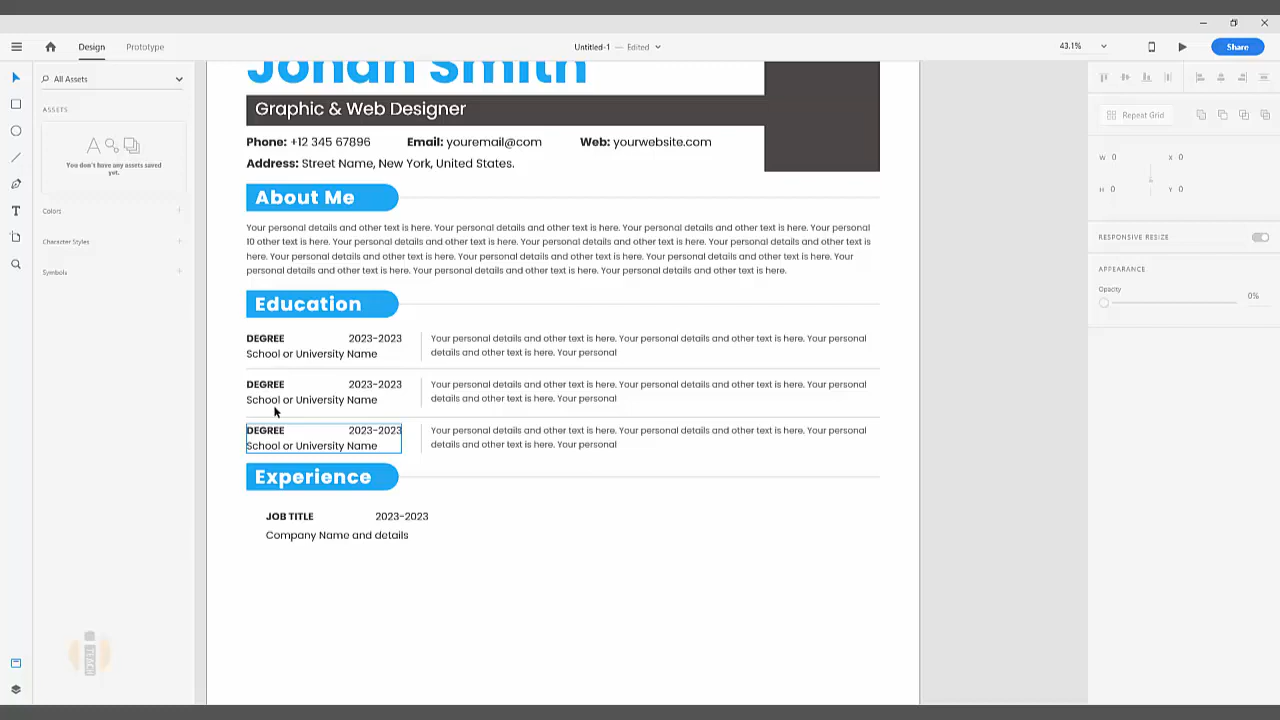 Design
Prototype
Untitled-1 — Edited
43.1%
Share
All Assets
ASSETS
You don't have any assets saved
yet.
Colors
Character Styles
Symbols
Johan Smith
Graphic & Web Designer
Phone: +12 345 67896 Email: youremail@com Web: yourwebsite.com
Address: Street Name, New York, United States.
About Me
Your personal details and other text is here. Your personal details and other text is here. Your personal details and other text is here. Your personal
10 other text is here. Your personal details and other text is here. Your personal details and other text is here. Your personal details and other text is
here. Your personal details and other text is here. Your personal details and other text is here. Your personal details and other text is here. Your
personal details and other text is here. Your personal details and other text is here. Your personal details and other text is here.
Education
DEGREE 2023-2023
School or University Name
Your personal details and other text is here. Your personal details and other text is here. Your personal
details and other text is here. Your personal
DEGREE 2023-2023
School or University Name
Your personal details and other text is here. Your personal details and other text is here. Your personal
details and other text is here. Your personal
DEGREE 2023-2023
School or University Name
Your personal details and other text is here. Your personal details and other text is here. Your personal
details and other text is here. Your personal
Experience
JOB TITLE 2023-2023
Company Name and details
Repeat Grid
W 0 X 0
H 0 Y 0
RESPONSIVE RESIZE
APPEARANCE
Opacity
0%
TEACH